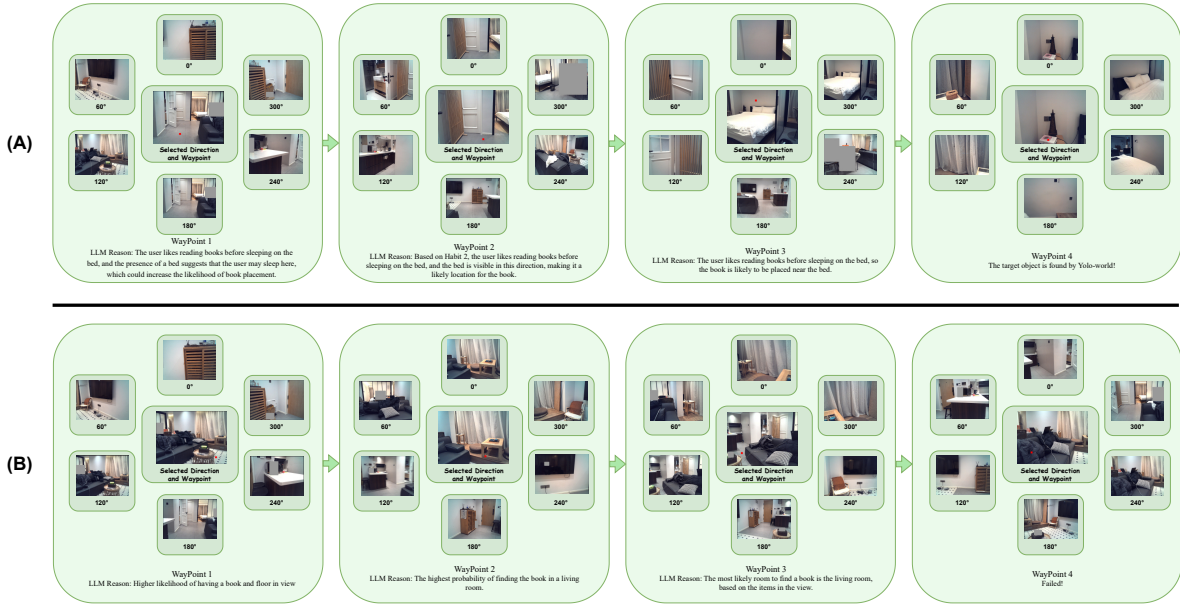 (A)
0°
60°
300°
Selected Direction
and Waypoint
120°
240°
180°
WayPoint 1
LLM Reason: The user likes reading books before sleeping on the
bed, and the presence of a bed suggests that the user may sleep here,
which could increase the likelihood of book placement.
0°
60°
300°
Selected Direction
and Waypoint
120°
240°
180°
WayPoint 2
LLM Reason: Based on Habit 2, the user likes reading books before
sleeping on the bed, and the bed is visible in this direction, making it a
likely location for the book.
0°
60°
300°
Selected Direction
and Waypoint
120°
240°
180°
WayPoint 3
LLM Reason: The user likes reading books before sleeping on the bed, so
the book is likely to be placed near the bed.
0°
60°
300°
Selected Direction
and Waypoint
120°
240°
180°
WayPoint 4
The target object is found by Yolo-world!
(B)
0°
60°
300°
Selected Direction
and Waypoint
120°
240°
180°
WayPoint 1
LLM Reason: Higher likelihood of having a book and floor in view
0°
60°
300°
Selected Direction
and Waypoint
120°
240°
180°
WayPoint 2
LLM Reason: The highest probability of finding the book in a living
room.
0°
60°
300°
Selected Direction
and Waypoint
120°
240°
180°
WayPoint 3
LLM Reason: The most likely room to find a book is the living room,
based on the items in the view.
0°
60°
300°
Selected Direction
and Waypoint
120°
240°
180°
WayPoint 4
Failed!